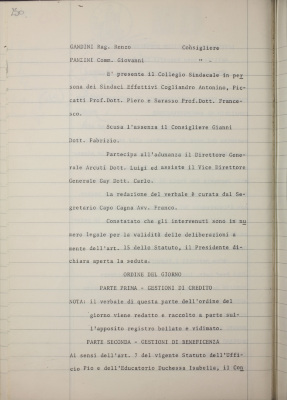 GANDINI Rag. Renzo Consigliere
PAULINI Comm. Giovanni " -
E' presente il Collegio Sindacale in per
sona dei Sindaci Effettivi Cogliandro Antonino,
catti Prof.Dott. Piero e Sarasso Prof.Dott. France-
sco.
Scusa l'assenza il Consigliere Gianni
Dott. Fabrizio.
Partecipa all'adunanza il Direttore Gene-
rale Arcuti Dott. Luigi ed assiste il Vice Direttore
Generale Gay Dott. Carlo.
La redazione del verbale è curata dal Se-
gretario Capo Cagna Avv. Franco.
Constatato che gli intervenuti sono in nu
mero legale per la validità delle deliberazioni a
mente dell'art. 15 dello Statuto, il Presidente di-
chiara aperta la seduta.
ORDINE DEL GIORNO
PARTE PRIMA - GESTIONI DI CREDITO
NOTA: il verbale di questa parte dell'ordine del
giorno viene redatto e raccolto a parte sul-
l'apposito registro bollato e vidimato.
PARTE SECONDA - GESTIONI DI BENEFICENZA
Ai sensi dell'art. 7 del vigente Statuto dell'Uffi-
cio Pio e dell'Educatorio Duchessa Isabella, il Con